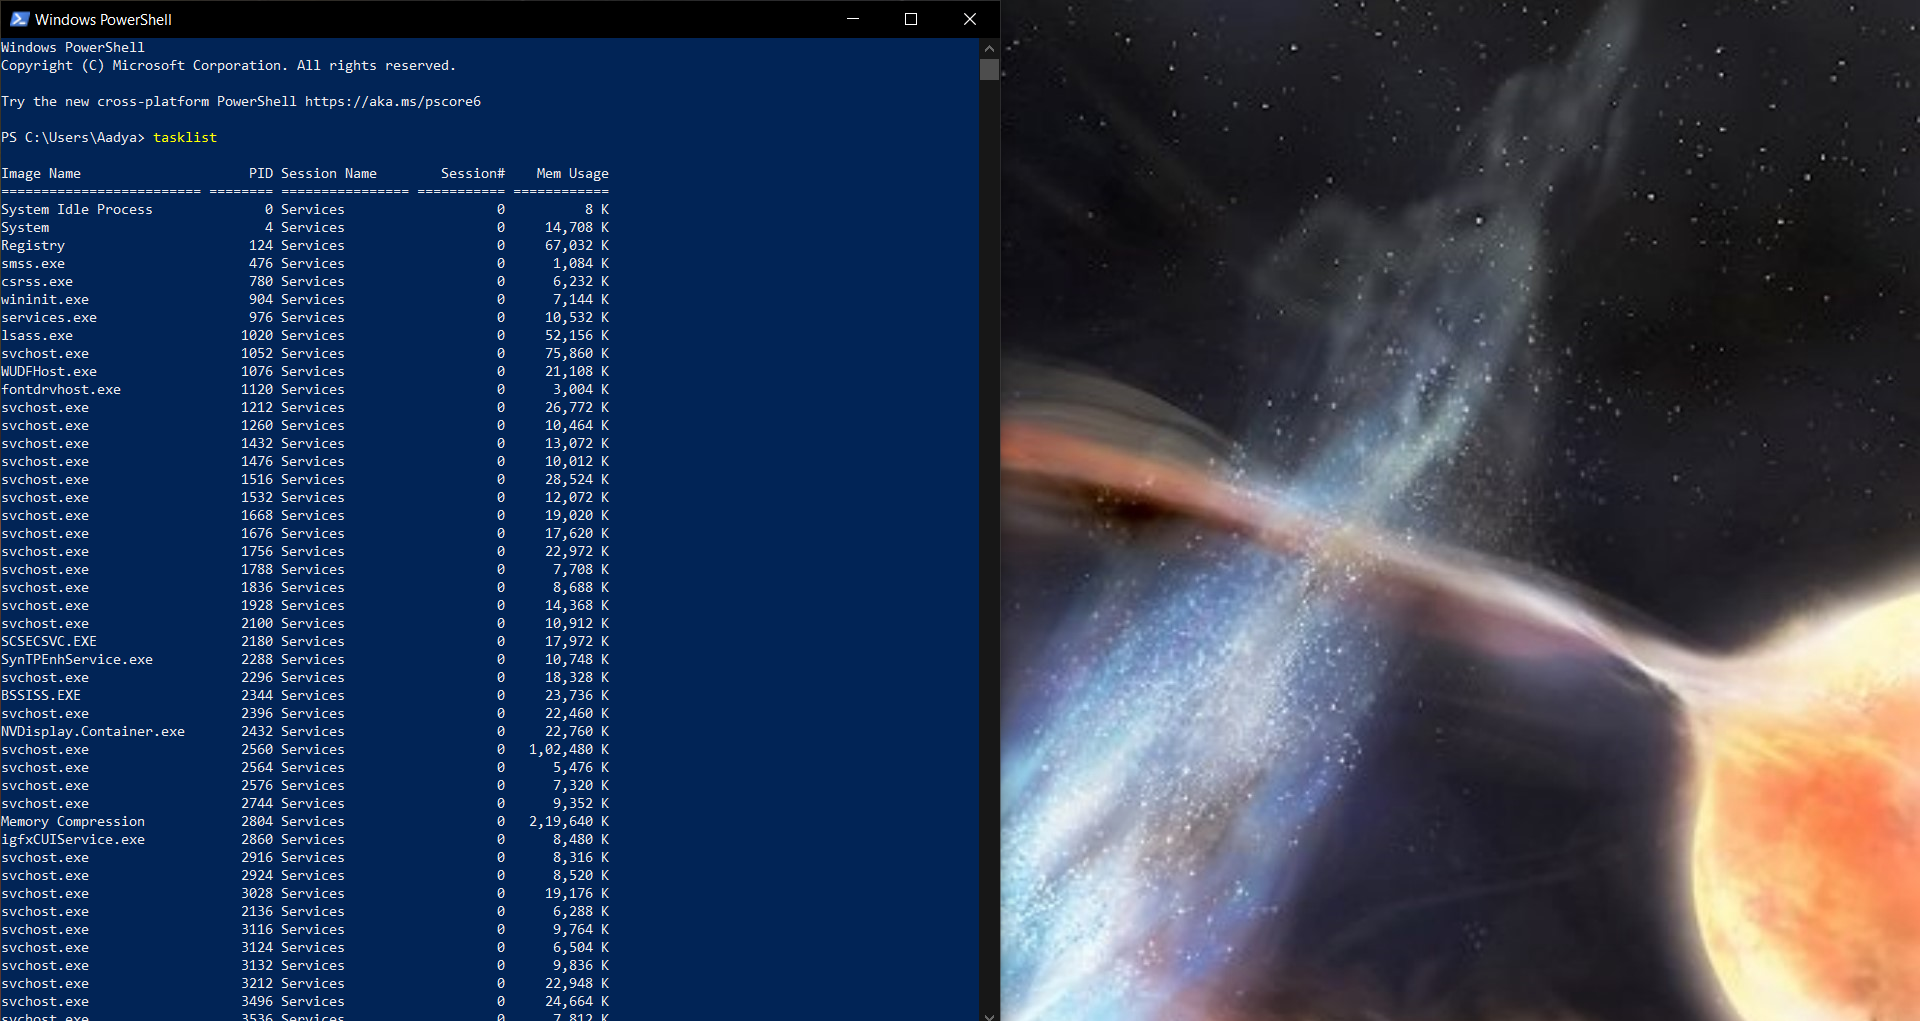 Windows PowerShell
Windows PowerShell
Copyright (C) Microsoft Corporation. All rights reserved.
Try the new cross-platform PowerShell https://aka.ms/pscore6
PS C:\Users\Aadya> tasklist
Image Name                     PID Session Name        Session#    Mem Usage
========================= ======== ================ =========== ============
System Idle Process              0 Services                   0          8 K
System                           4 Services                   0     14,708 K
Registry                       124 Services                   0     67,032 K
smss.exe                       476 Services                   0      1,084 K
csrss.exe                      780 Services                   0      6,232 K
wininit.exe                    904 Services                   0      7,144 K
services.exe                   976 Services                   0     10,532 K
lsass.exe                     1020 Services                   0     52,156 K
svchost.exe                   1052 Services                   0     75,860 K
WUDFHost.exe                  1076 Services                   0     21,108 K
fontdrvhost.exe               1120 Services                   0      3,004 K
svchost.exe                   1212 Services                   0     26,772 K
svchost.exe                   1260 Services                   0     10,464 K
svchost.exe                   1432 Services                   0     13,072 K
svchost.exe                   1476 Services                   0     10,012 K
svchost.exe                   1516 Services                   0     28,524 K
svchost.exe                   1532 Services                   0     12,072 K
svchost.exe                   1668 Services                   0     19,020 K
svchost.exe                   1676 Services                   0     17,620 K
svchost.exe                   1756 Services                   0     22,972 K
svchost.exe                   1788 Services                   0      7,708 K
svchost.exe                   1836 Services                   0      8,688 K
svchost.exe                   1928 Services                   0     14,368 K
svchost.exe                   2100 Services                   0     10,912 K
SCSECSVC.EXE                  2180 Services                   0     17,972 K
SynTPEnhService.exe           2288 Services                   0     10,748 K
svchost.exe                   2296 Services                   0     18,328 K
BSSISS.EXE                    2344 Services                   0     23,736 K
svchost.exe                   2396 Services                   0     22,460 K
NVDisplay.Container.exe       2432 Services                   0     22,760 K
svchost.exe                   2560 Services                   0   1,02,480 K
svchost.exe                   2564 Services                   0      5,476 K
svchost.exe                   2576 Services                   0      7,320 K
svchost.exe                   2744 Services                   0      9,352 K
Memory Compression            2804 Services                   0   2,19,640 K
igfxCUIService.exe            2860 Services                   0      8,480 K
svchost.exe                   2916 Services                   0      8,316 K
svchost.exe                   2924 Services                   0      8,520 K
svchost.exe                   3028 Services                   0     19,176 K
svchost.exe                   2136 Services                   0      6,288 K
svchost.exe                   3116 Services                   0      9,764 K
svchost.exe                   3124 Services                   0      6,504 K
svchost.exe                   3132 Services                   0      9,836 K
svchost.exe                   3212 Services                   0     22,948 K
svchost.exe                   3496 Services                   0     24,664 K
svchost.exe                   3536 Services                   0      7,812 K